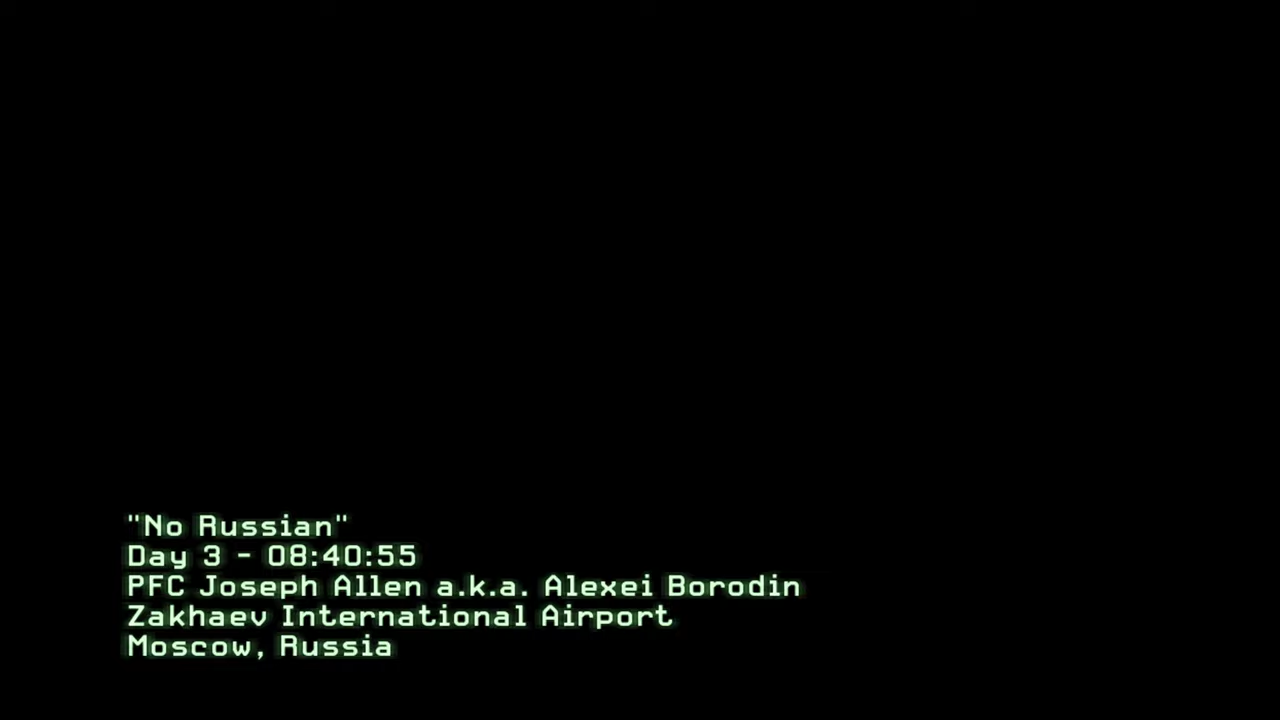 "No Russian"
Day 3 - 08:40:55
PFC Joseph Allen a.k.a. Alexei Borodin
Zakhaev International Airport
Moscow, Russia